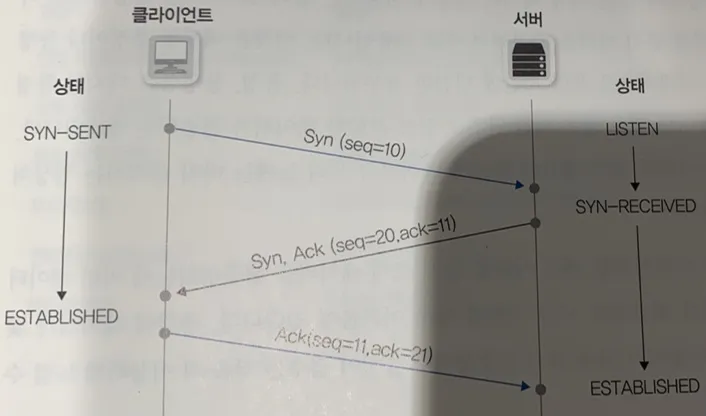 클라이언트
서버
상태
상태
SYN-SENT
Syn (seq=10)
LISTEN
SYN-RECEIVED
Syn, Ack (seq=20,ack=11)
ESTABLISHED
Ack(seq=11,ack=21)
ESTABLISHED